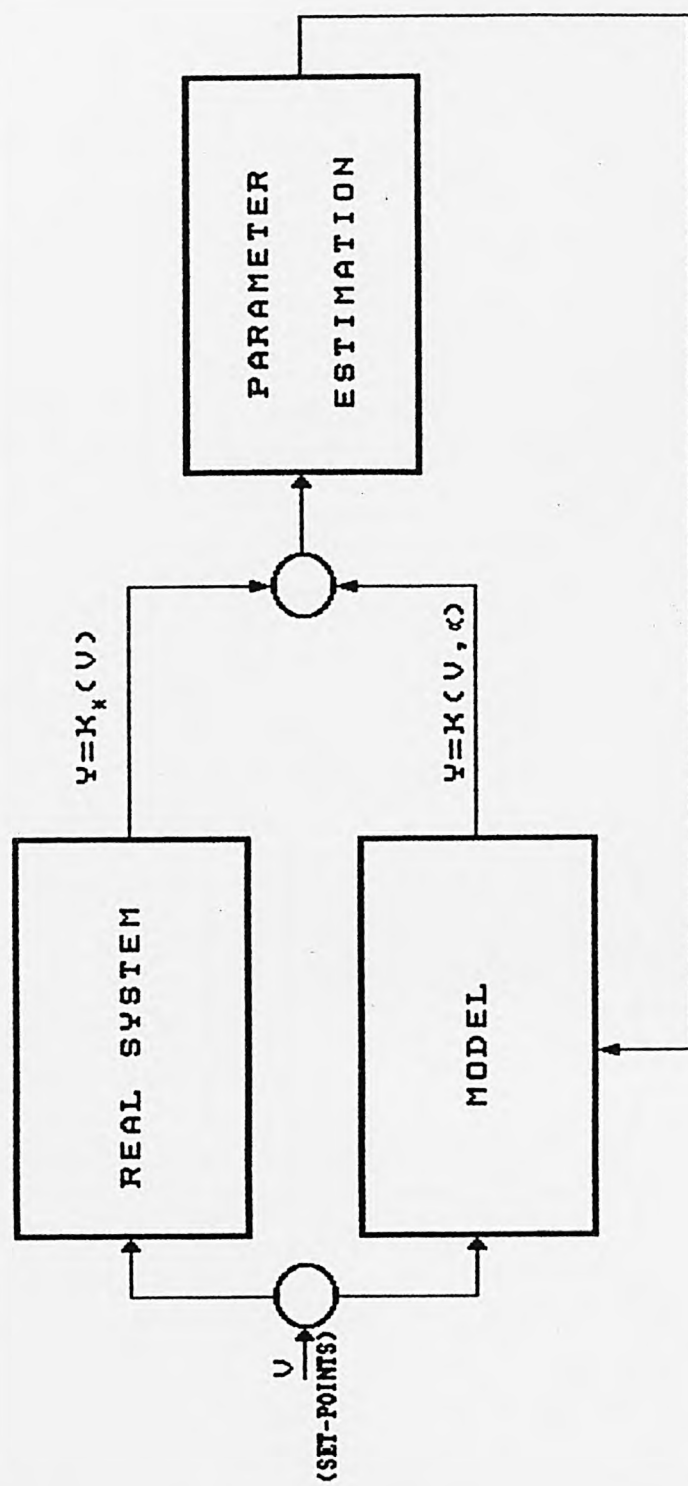 V
(SET-POINTS)
REAL SYSTEM
Y=K*(V)
MODEL
Y=K(V,α)
PARAMETER
ESTIMATION